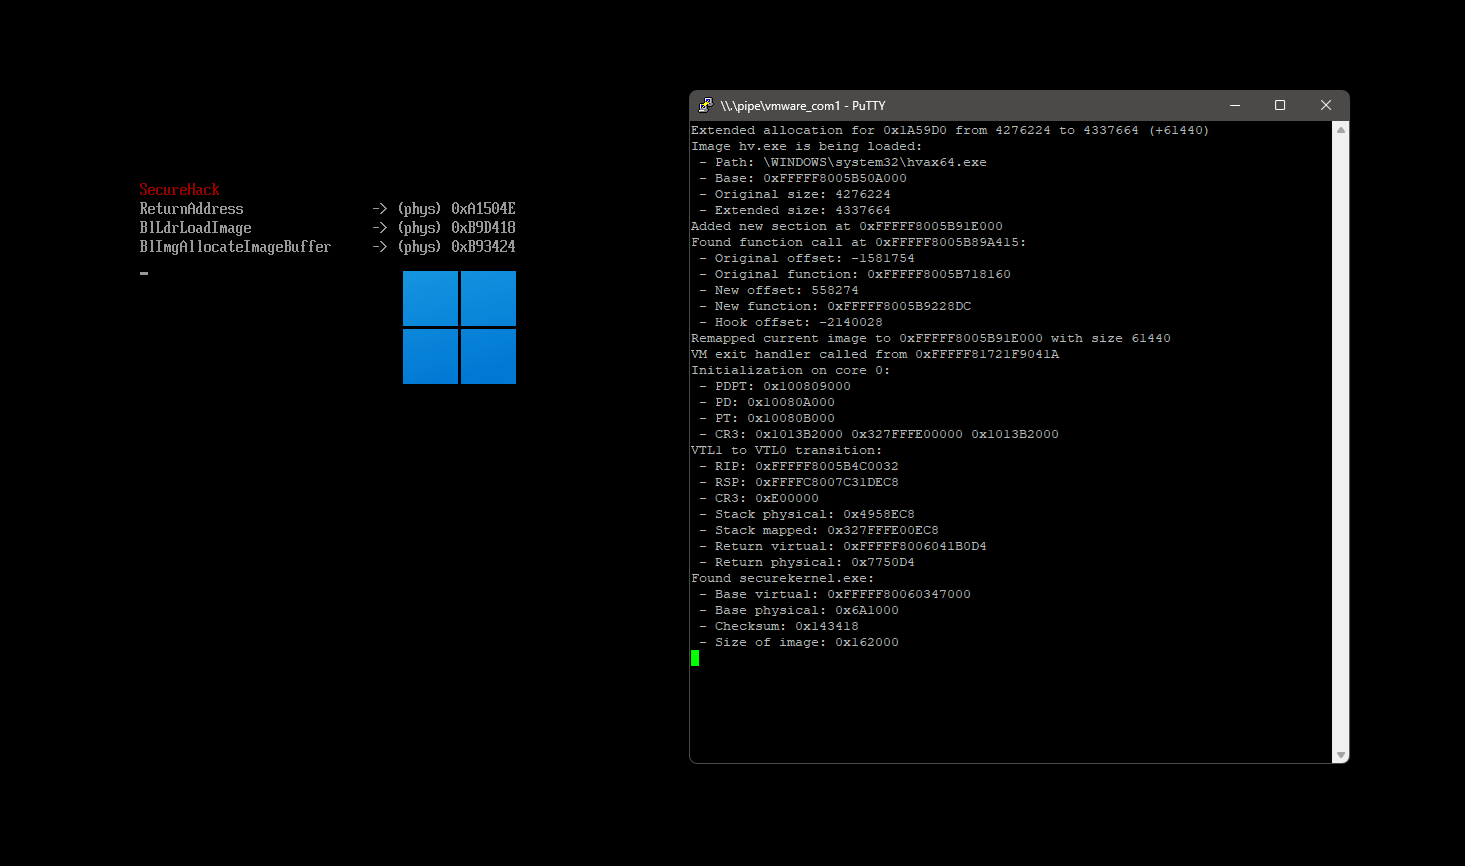 SecureHack
ReturnAddress -> (phys) 0xA1504E
BlLdrLoadImage -> (phys) 0xB9D418
BlImgAllocateImageBuffer -> (phys) 0xB93424
\\.\pipe\vmware_com1 - PuTTY
Extended allocation for 0x1A59D0 from 4276224 to 4337664 (+61440)
Image hv.exe is being loaded:
- Path: \WINDOWS\system32\hvax64.exe
- Base: 0xFFFFF8005B50A000
- Original size: 4276224
- Extended size: 4337664
Added new section at 0xFFFFF8005B91E000
Found function call at 0xFFFFF8005B89A415:
- Original offset: -1581754
- Original function: 0xFFFFF8005B718160
- New offset: 558274
- New function: 0xFFFFF8005B9228DC
- Hook offset: -2140028
Remapped current image to 0xFFFFF8005B91E000 with size 61440
VM exit handler called from 0xFFFFF81721F9041A
Initialization on core 0:
- PDPT: 0x100809000
- PD: 0x10080A000
- PT: 0x10080B000
- CR3: 0x1013B2000 0x327FFFE00000 0x1013B2000
VTL1 to VTL0 transition:
- RIP: 0xFFFFF8005B4C0032
- RSP: 0xFFFFC8007C31DEC8
- CR3: 0xE00000
- Stack physical: 0x4958EC8
- Stack mapped: 0x327FFFE00EC8
- Return virtual: 0xFFFFF8006041B0D4
- Return physical: 0x7750D4
Found securekernel.exe:
- Base virtual: 0xFFFFF80060347000
- Base physical: 0x6A1000
- Checksum: 0x143418
- Size of image: 0x162000